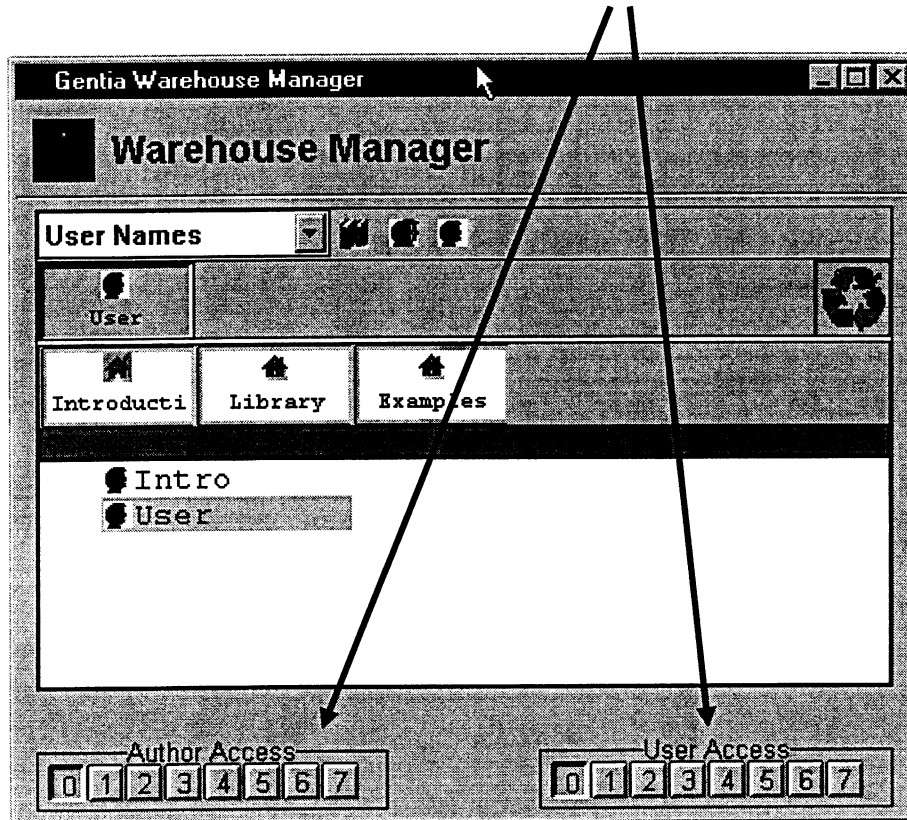 Gentia Warehouse Manager
Warehouse Manager
User Names
User
Introducti Library Examples
Intro
User
Author Access User Access
0 1 2 3 4 5 6 7 0 1 2 3 4 5 6 7